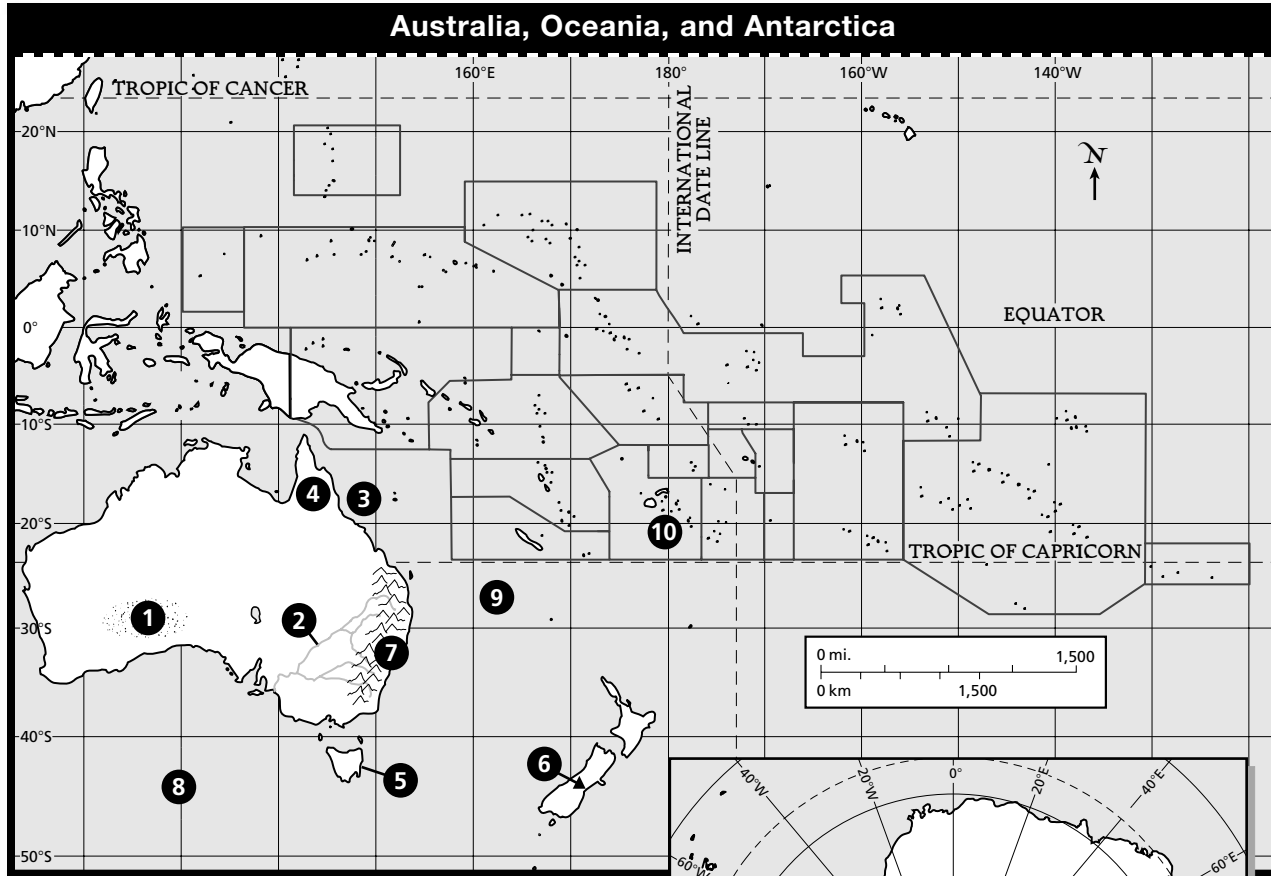 Australia, Oceania, and Antarctica
160°E
180°
160°W
140°W
TROPIC OF CANCER
20°N
INTERNATIONAL
DATE LINE
N
10°N
EQUATOR
0°
10°S
4
3
20°S
10
TROPIC OF CAPRICORN
9
1
2
30°S
7
0 mi.
1,500
0 km
1,500
40°S
6
5
8
40°W
20°W
0°
20°E
40°E
50°S
60°W
60°E